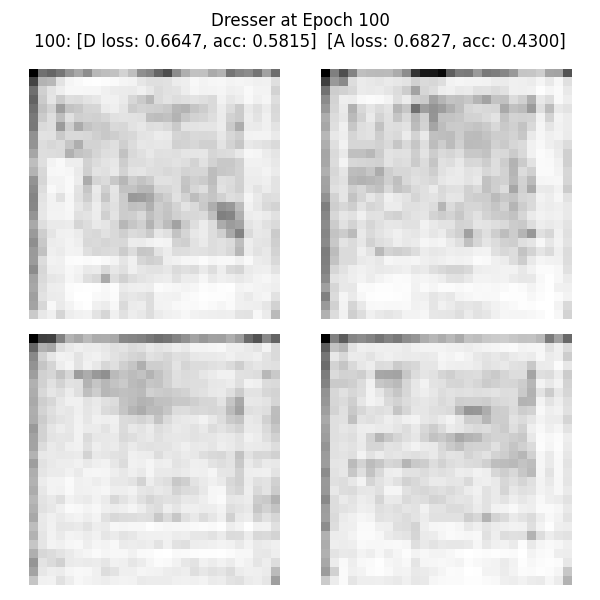 Dresser at Epoch 100
100: [D loss: 0.6647, acc: 0.5815]  [A loss: 0.6827, acc: 0.4300]